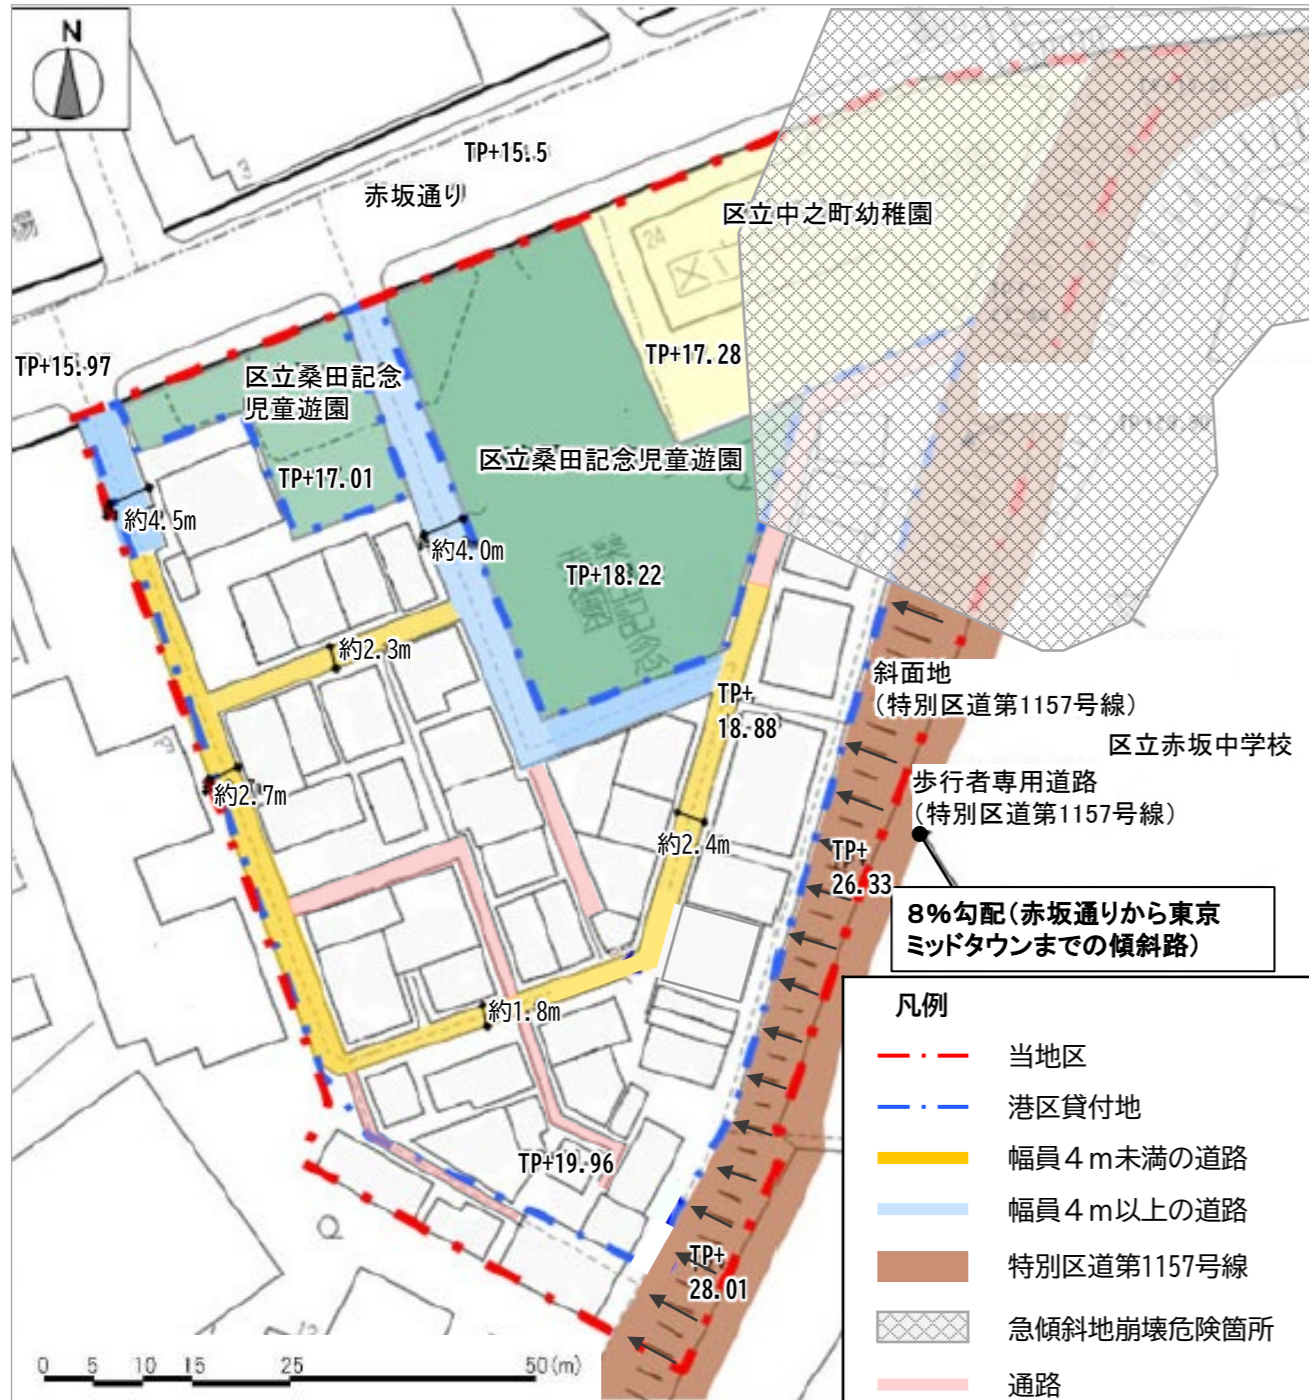 N
TP+15.5
赤坂通り
区立中之町幼稚園
24
TP+17.28
TP+15.97
区立桑田記念
児童遊園
TP+17.01
区立桑田記念児童遊園
約4.5m
約4.0m
TP+18.22
約2.3m
TP+
18.88
斜面地
(特別区道第1157号線)
区立赤坂中学校
歩行者専用道路
(特別区道第1157号線)
約2.7m
約2.4m
TP+
26.33
8%勾配(赤坂通りから東京
ミッドタウンまでの傾斜路)
約1.8m
TP+19.96
TP+
28.01
凡例
当地区
港区貸付地
幅員4m未満の道路
幅員4m以上の道路
特別区道第1157号線
急傾斜地崩壊危険箇所
通路
0 5 10 15 25 50(m)